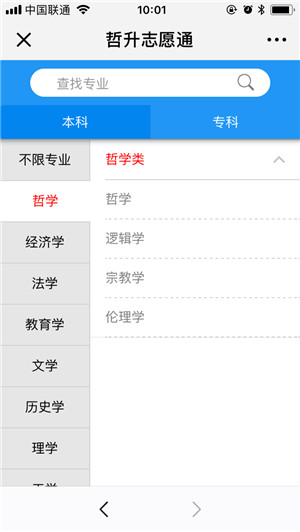 中国联通 10:01
哲升志愿通
查找专业
本科 专科
不限专业 哲学类
哲学 哲学
经济学 逻辑学
法学 宗教学
教育学 伦理学
文学
历史学
理学